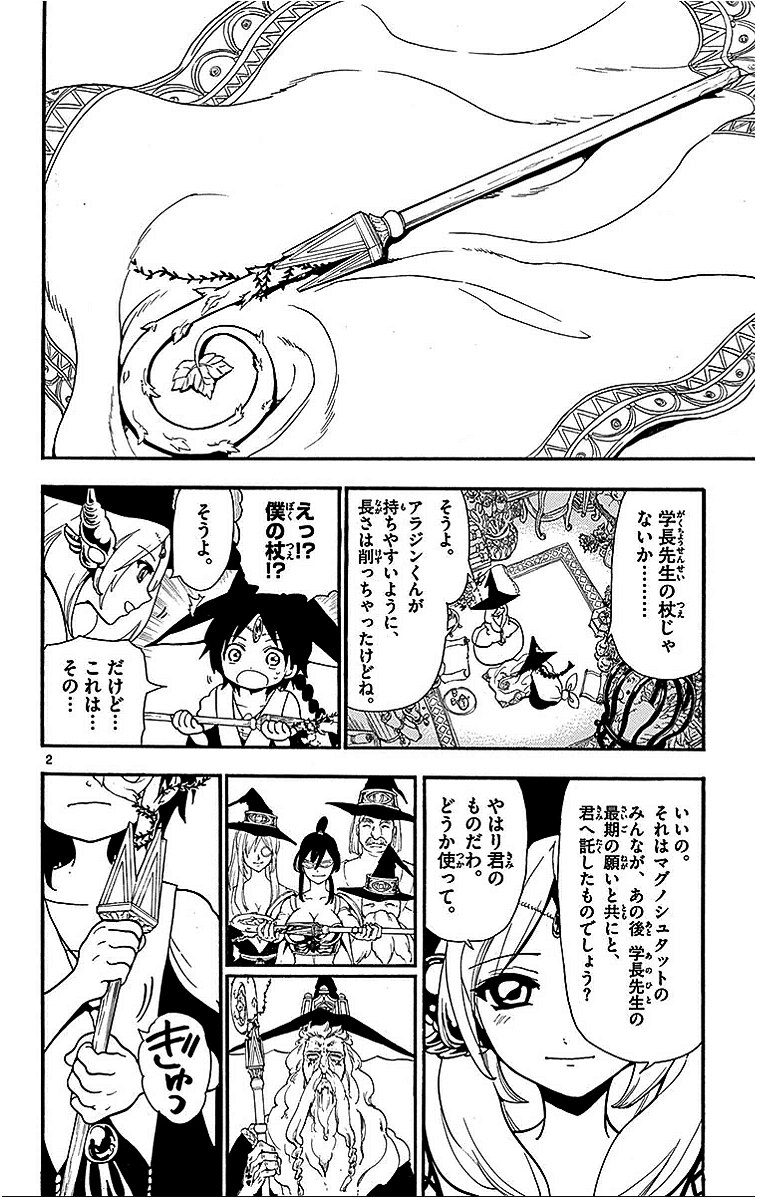 学長先生の杖じゃ
ないか………
そうよ。
アラジンくんが
持ちやすいように、
長さは削っちゃったけどね。
えっ!?
僕の杖!?
そうよ。
だけど…
これは…
その…
2
いいの。
それはマグノシュタットの
みんなが、あの後 学長先生の
最期の願いと共にと、
君へ託したものでしょう?
やはり君の
ものだわ。
どうか使って。
ぎゅっ